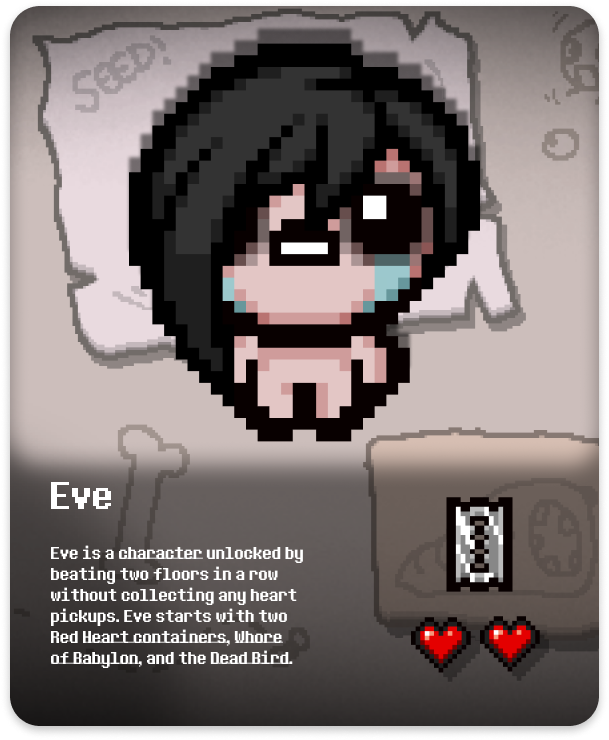 SEED!
Eve
Eve is a character unlocked by
beating two floors in a row
without collecting any heart
pickups. Eve starts with two
Red Heart containers, Whore
of Babylon, and the Dead Bird.